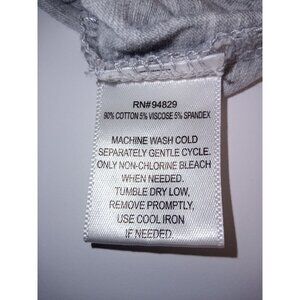 RN#94829
90% COTTON 5% VISCOSE 5% SPANDEX
MACHINE WASH COLD
SEPARATELY GENTLE CYCLE.
ONLY NON-CHLORINE BLEACH
WHEN NEEDED.
TUMBLE DRY LOW,
REMOVE PROMPTLY,
USE COOL IRON
IF NEEDED.